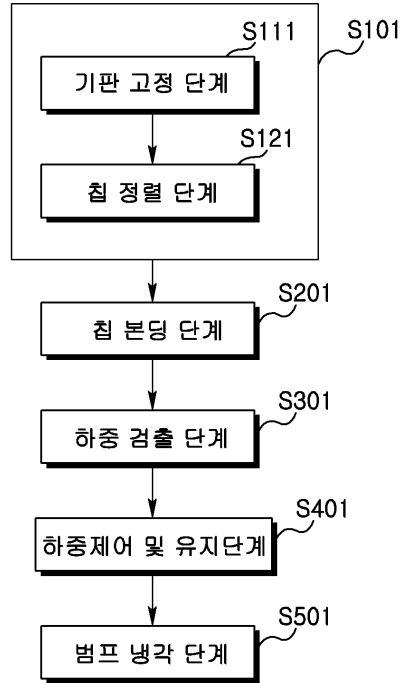 S101
S111
기판 고정 단계
S121
칩 정렬 단계
S201
칩 본딩 단계
S301
하중 검출 단계
S401
하중제어 및 유지단계
S501
범프 냉각 단계